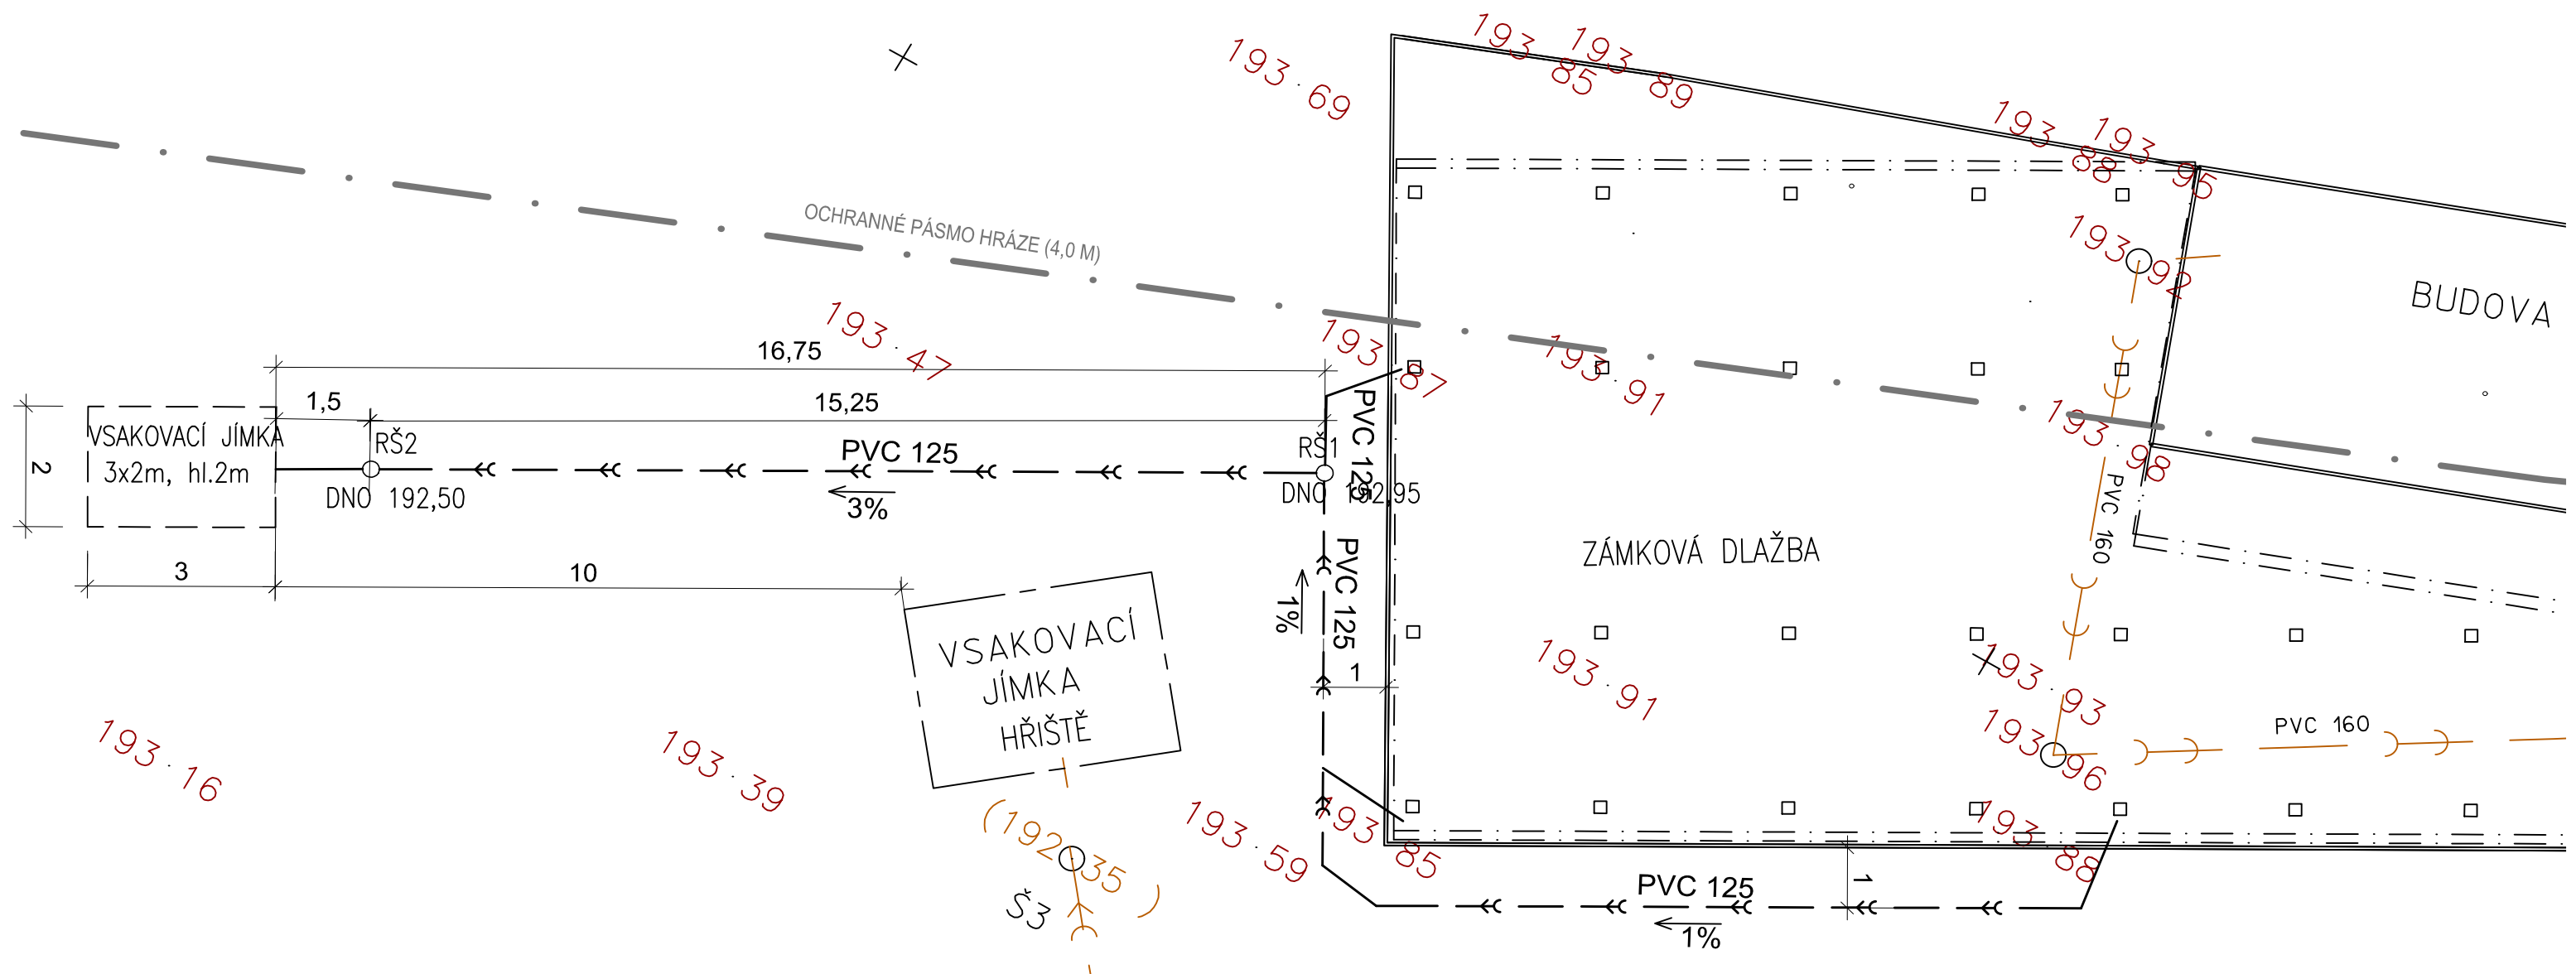 193.69
193.85
193.89
193.88
193.95
OCHRANNÉ PÁSMO HRÁZE (4,0 M)
193.92
BUDOVA
193.47
193.87
193.91
193.98
16,75
1,5
15,25
VSAKOVACÍ JÍMKA
3x2m, hl.2m
2
RŠ2
DNO 192,50
PVC 125
3%
RŠ1
DNO 192,95
PVC 125
PVC 125
1%
1
3
10
ZÁMKOVÁ DLAŽBA
PVC 160
VSAKOVACÍ
JÍMKA
HŘIŠTĚ
193.91
193.93
193.96
PVC 160
193.16
193.39
193.59
193.85
193.88
(192.35)
Š3
PVC 125
1%
1